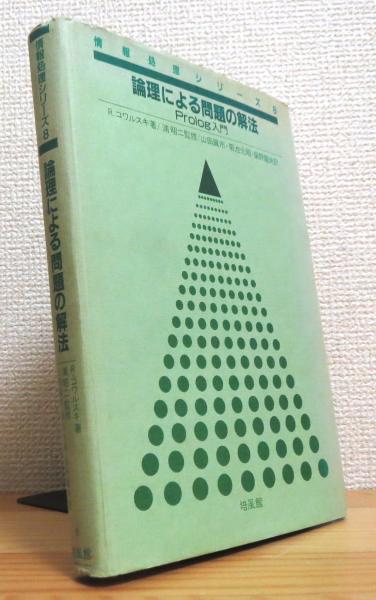 情報処理シリーズ8
論理による問題の解法
Prolog入門
R.コワルスキ著/浦 昭二監修/山田眞市・菊池光昭・桑野龍夫訳
培風館
情報処理シリーズ8
論理による問題の解法
R.コワルスキ 著
浦 昭二 監修
培風館